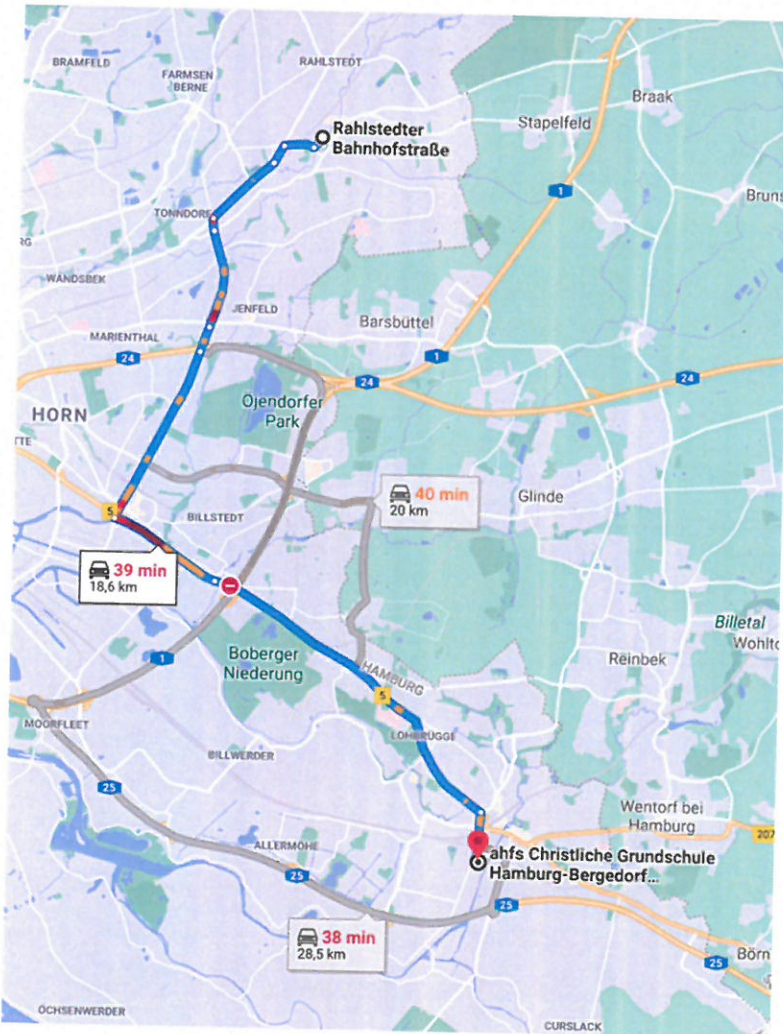 BRAMFELD
RAHLSTEDT
FARMSEN
BERNE
Braak
Stapelfeld
Rahlstedter
Bahnhofstraße
1
TONNDORF
WANDSBEK
JENFELD
Barsbüttel
MARIENTHAL
24
1
24
24
HORN
Öjendorfer
Park
40 min
20 km
Glinde
5
BILLSTEDT
39 min
18,6 km
Billetal
Boberger
Niederung
HAMBURG
Reinbek
1
5
MOORFLEET
LOHBRÜGGE
BILLWERDER
25
Wentorf bei
Hamburg
207
ALLERMÖHE
ahfs Christliche Grundschule
Hamburg-Bergedorf...
25
25
38 min
28,5 km
25
OCHSENWERDER
CURSLACK